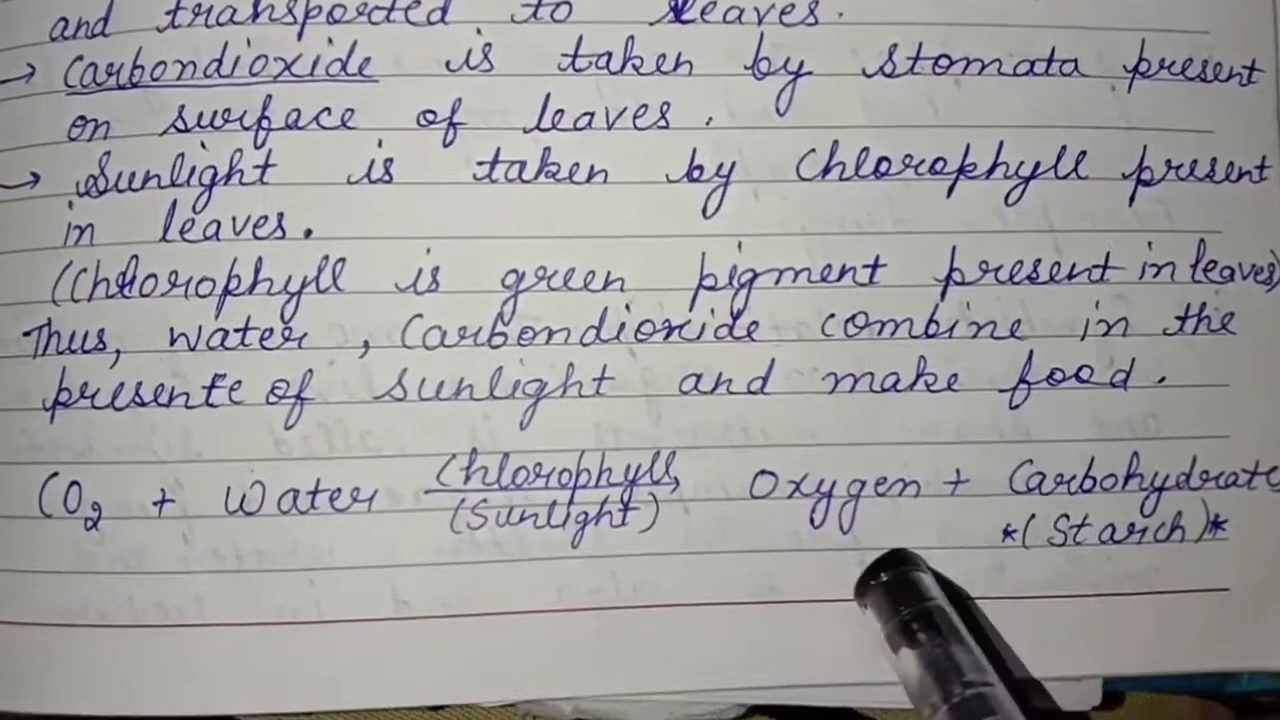 and transported to leaves.
→ Carbondioxide is taken by stomata present
on surface of leaves.
→ Sunlight is taken by Chlorophyll present
in leaves.
(Chlorophyll is green pigment present in leaves)
Thus, water, Carbondioxide combine in the
presente of sunlight and make food.
CO₂ + Water Chlorophyll Oxygen + Carbohydrate
(Sunlight) *(Starch)*